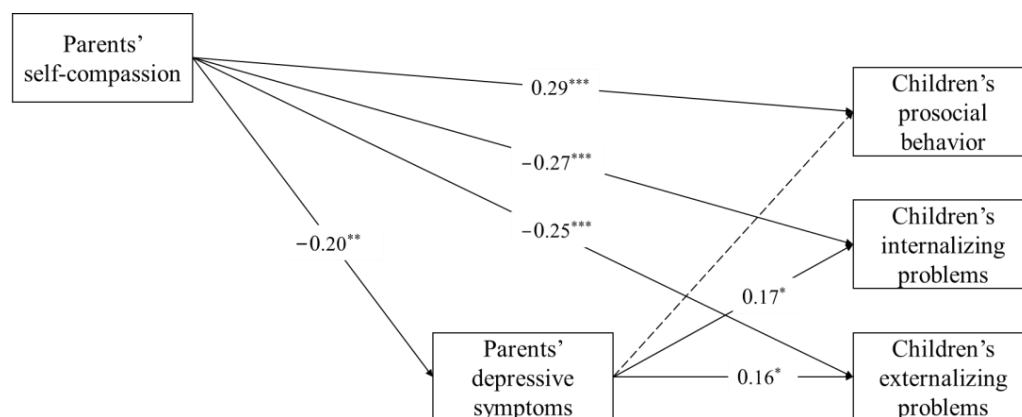 Parents’
self-compassion
0.29***
Children’s
prosocial
behavior
−0.27***
Children’s
internalizing
problems
−0.25***
−0.20**
0.17*
Parents’
depressive
symptoms
0.16*
Children’s
externalizing
problems